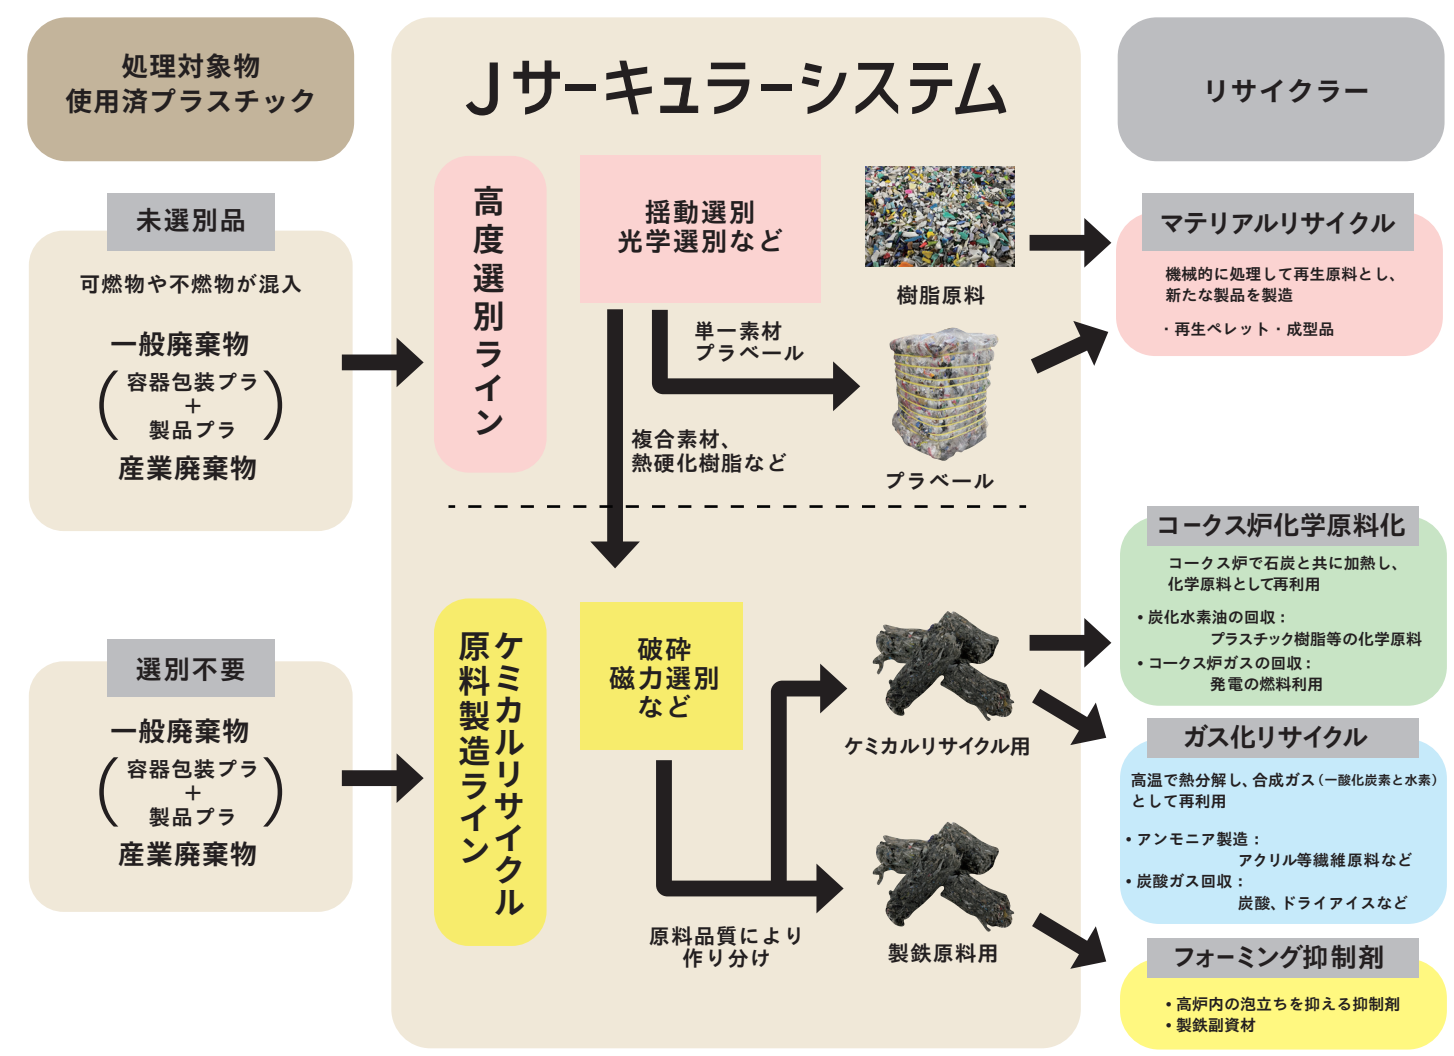 処理対象物
使用済プラスチック
未選別品
可燃物や不燃物が混入
一般廃棄物
(容器包装プラ
+
製品プラ)
産業廃棄物
選別不要
一般廃棄物
(容器包装プラ
+
製品プラ)
産業廃棄物
Jサーキュラーシステム
高度選別ライン
揺動選別
光学選別など
単一素材
プラベール
複合素材、
熱硬化樹脂など
樹脂原料
プラベール
ケミカルリサイクル
原料製造ライン
破砕
磁力選別
など
原料品質により
作り分け
ケミカルリサイクル用
製鉄原料用
リサイクラー
マテリアルリサイクル
機械的に処理して再生原料とし、
新たな製品を製造
・再生ペレット・成型品
コークス炉化学原料化
コークス炉で石炭と共に加熱し、
化学原料として再利用
•炭化水素油の回収：
プラスチック樹脂等の化学原料
•コークス炉ガスの回収：
発電の燃料利用
ガス化リサイクル
高温で熱分解し、合成ガス（一酸化炭素と水素）
として再利用
•アンモニア製造：
アクリル等繊維原料など
•炭酸ガス回収：
炭酸、ドライアイスなど
フォーミング抑制剤
•高炉内の泡立ちを抑える抑制剤
•製鉄副資材